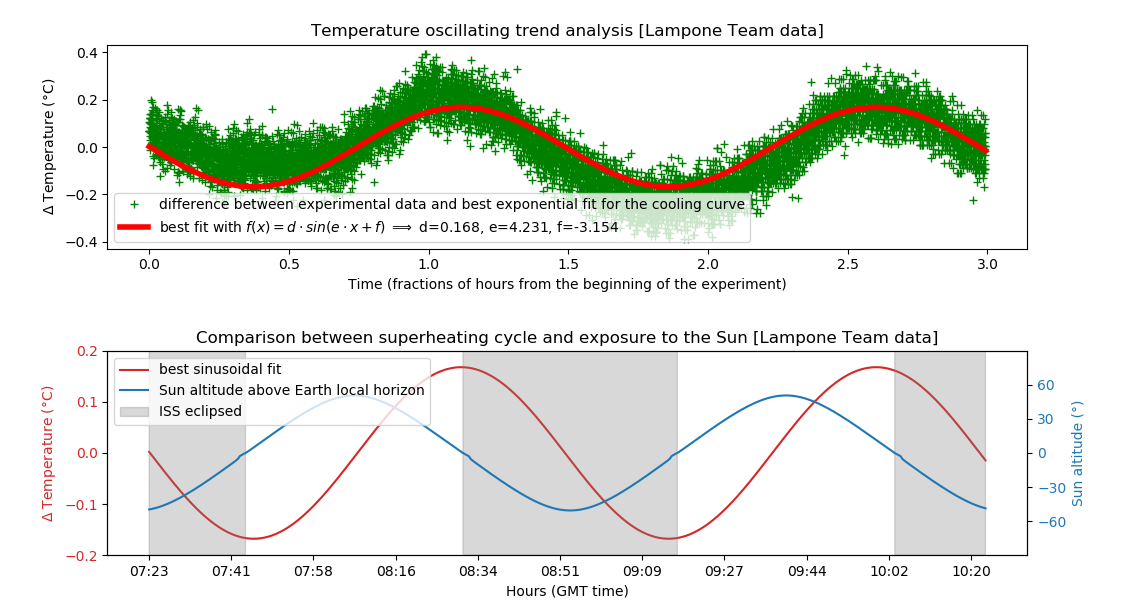 Temperature oscillating trend analysis [Lampone Team data]
Δ Temperature (°C)
0.4
0.2
0.0
−0.2
−0.4
difference between experimental data and best exponential fit for the cooling curve
best fit with f(x) = d · sin(e · x + f) ⟹ d=0.168, e=4.231, f=-3.154
0.0 0.5 1.0 1.5 2.0 2.5 3.0
Time (fractions of hours from the beginning of the experiment)
Comparison between superheating cycle and exposure to the Sun [Lampone Team data]
Δ Temperature (°C)
0.2
0.1
0.0
−0.1
−0.2
best sinusoidal fit
Sun altitude above Earth local horizon
ISS eclipsed
60
30
0
−30
−60
Sun altitude (°)
07:23 07:41 07:58 08:16 08:34 08:51 09:09 09:27 09:44 10:02 10:20
Hours (GMT time)